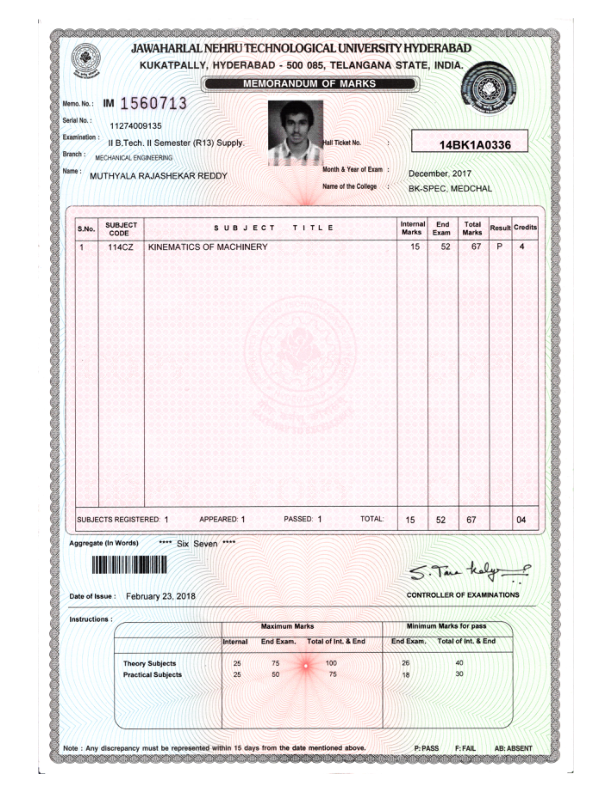 JAWAHARLAL NEHRU TECHNOLOGICAL UNIVERSITY HYDERABAD
KUKATPALLY, HYDERABAD - 500 085, TELANGANA STATE, INDIA.
MEMORANDUM OF MARKS
Memo. No. : IM 1560713
Serial No. : 11274009135
Examination : II B.Tech. II Semester (R13) Supply. Hall Ticket No. : 14BK1A0336
Branch : MECHANICAL ENGINEERING
Name : MUTHYALA RAJASHEKAR REDDY Month & Year of Exam : December, 2017
Name of the College : BK-SPEC, MEDCHAL
S.No. SUBJECT CODE SUBJECT TITLE Internal Marks End Exam Total Marks Result Credits
1 114CZ KINEMATICS OF MACHINERY 15 52 67 P 4
SUBJECTS REGISTERED: 1 APPEARED: 1 PASSED: 1 TOTAL: 15 52 67 04
Aggregate (In Words) **** Six Seven ****
Date of Issue : February 23, 2018 CONTROLLER OF EXAMINATIONS
Instructions :
Maximum Marks Minimum Marks for pass
Internal End Exam. Total of Int. & End End Exam. Total of Int. & End
Theory Subjects 25 75 100 26 40
Practical Subjects 25 50 75 18 30
Note : Any discrepancy must be represented within 15 days from the date mentioned above. P: PASS F: FAIL AB: ABSENT